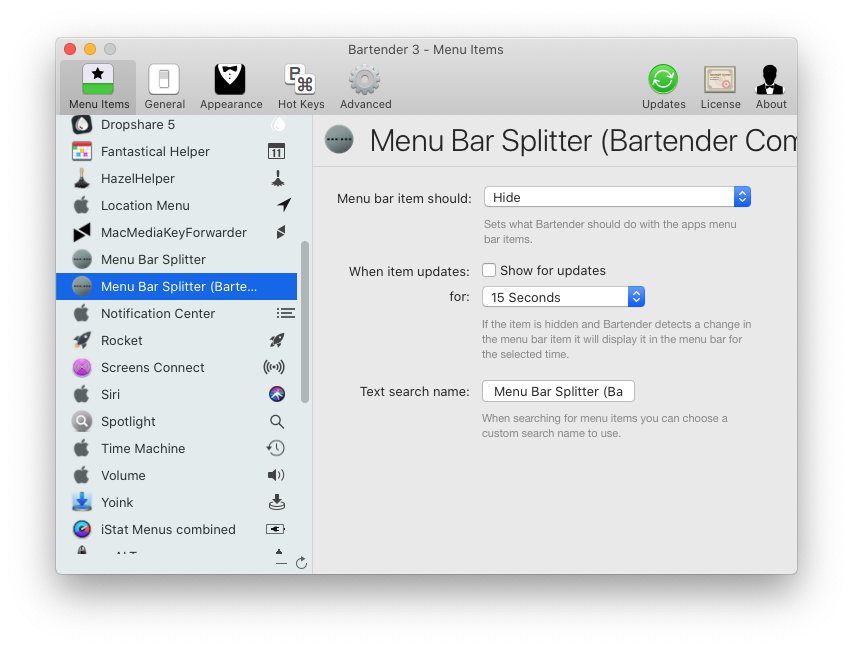 Bartender 3 - Menu Items
Menu Items
General
Appearance
Hot Keys
Advanced
Updates
License
About
Dropshare 5
Fantastical Helper
11
HazelHelper
Location Menu
MacMediaKeyForwarder
Menu Bar Splitter
Menu Bar Splitter (Barte...
Notification Center
Rocket
Screens Connect
Siri
Spotlight
Time Machine
Volume
Yoink
iStat Menus combined
Menu Bar Splitter (Bartender Com
Menu bar item should:
Hide
Sets what Bartender should do with the apps menu
bar items.
When item updates:
Show for updates
for:
15 Seconds
If the item is hidden and Bartender detects a change in
the menu bar item it will display it in the menu bar for
the selected time.
Text search name:
Menu Bar Splitter (Ba
When searching for menu items you can choose a
custom search name to use.